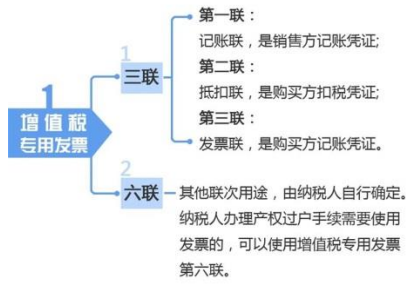 1
增值税
专用发票
1
三联
第一联：
记账联，是销售方记账凭证;
第二联：
抵扣联，是购买方扣税凭证;
第三联：
发票联，是购买方记账凭证。
2
六联
其他联次用途，由纳税人自行确定。
纳税人办理产权过户手续需要使用
发票的，可以使用增值税专用发票
第六联。